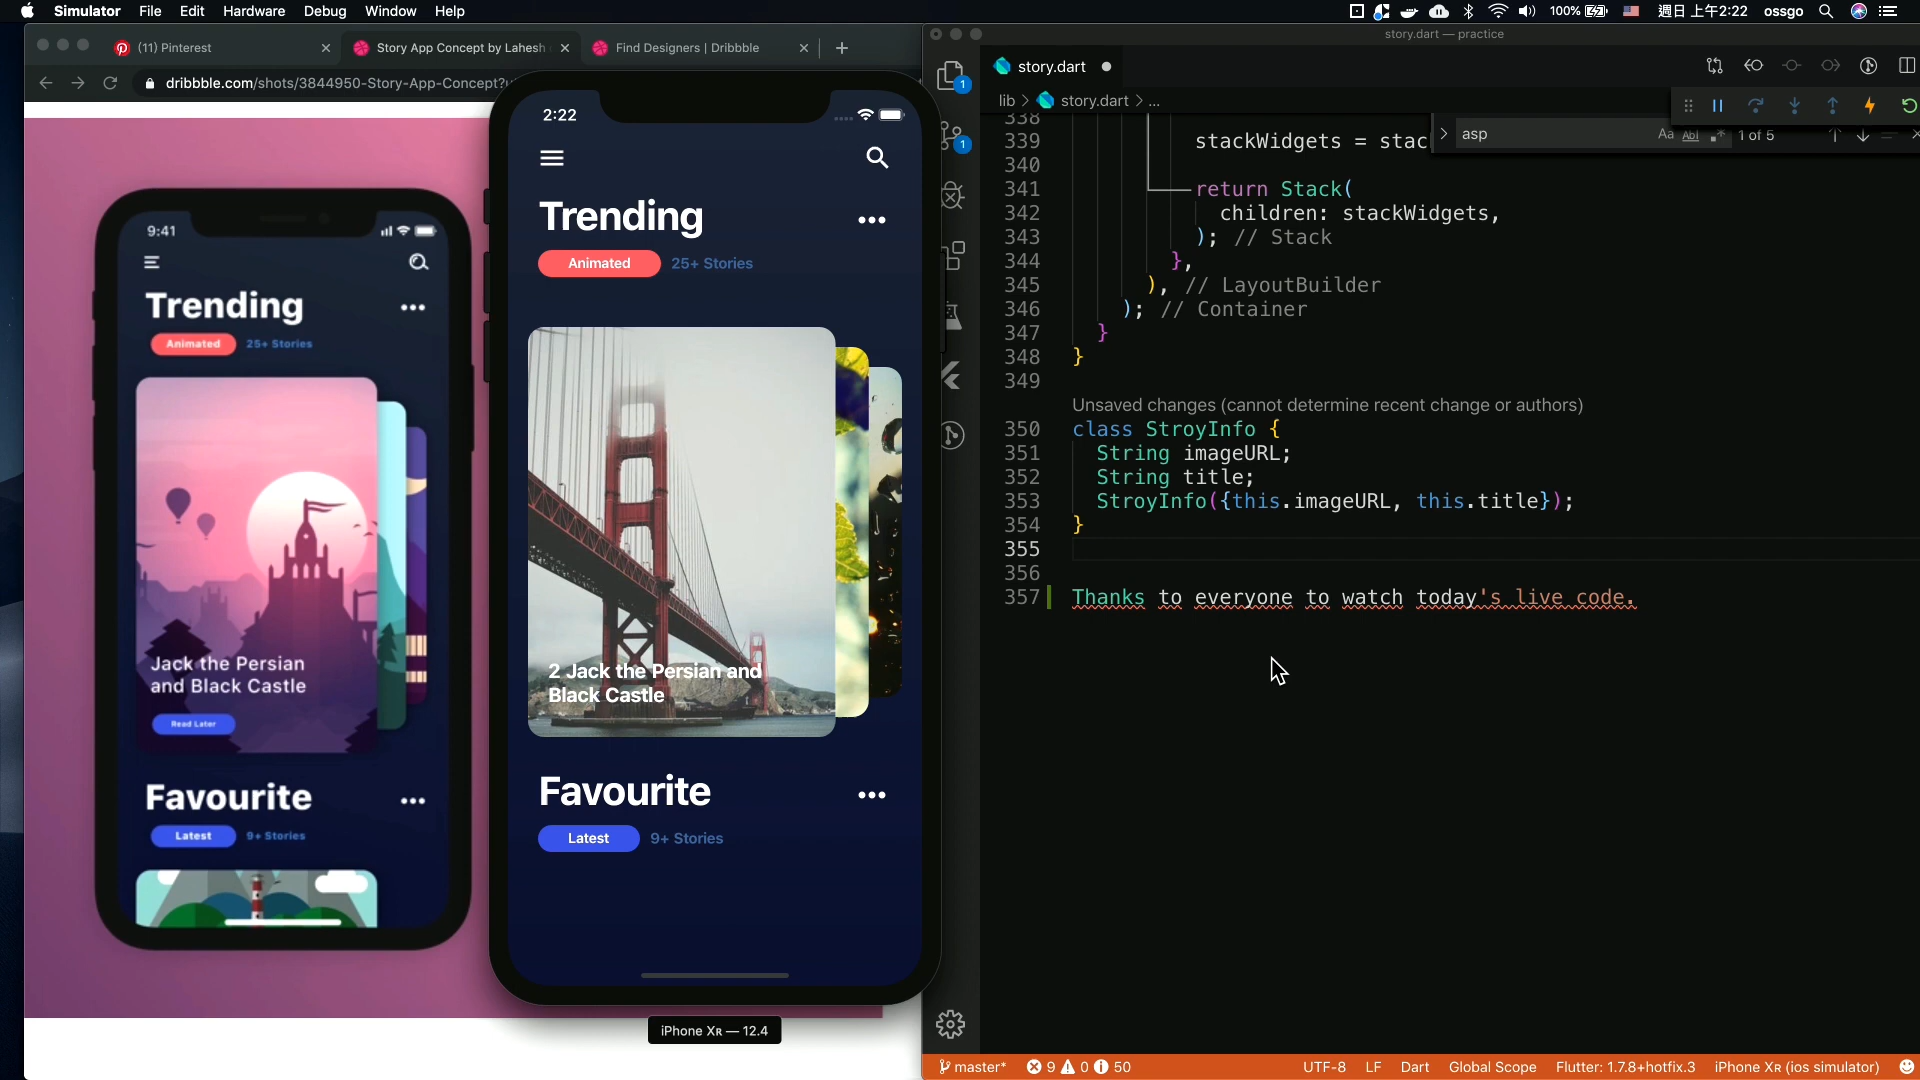 Simulator File Edit Hardware Debug Window Help
100% 週日 上午2:22 ossgo
(11) Pinterest
Story App Concept by Lahesh
Find Designers | Dribbble
dribbble.com/shots/3844950-Story-App-Concept?u
9:41
Trending
Animated 25+ Stories
Jack the Persian
and Black Castle
Read Later
Favourite
Latest 9+ Stories
2:22
Trending
Animated 25+ Stories
2 Jack the Persian and
Black Castle
Favourite
Latest 9+ Stories
iPhone Xʀ — 12.4
story.dart — practice
story.dart
lib > story.dart > ...
asp
Aa Abl .* 1 of 5
1
1
338
339 stackWidgets = stac
340
341 return Stack(
342 children: stackWidgets,
343 ); // Stack
344 },
345 ), // LayoutBuilder
346 ); // Container
347 }
348 }
349
Unsaved changes (cannot determine recent change or authors)
350 class StroyInfo {
351 String imageURL;
352 String title;
353 StroyInfo({this.imageURL, this.title});
354 }
355
356
357 Thanks to everyone to watch today's live code.
master* 9 0 50 UTF-8 LF Dart Global Scope Flutter: 1.7.8+hotfix.3 iPhone Xʀ (ios simulator)